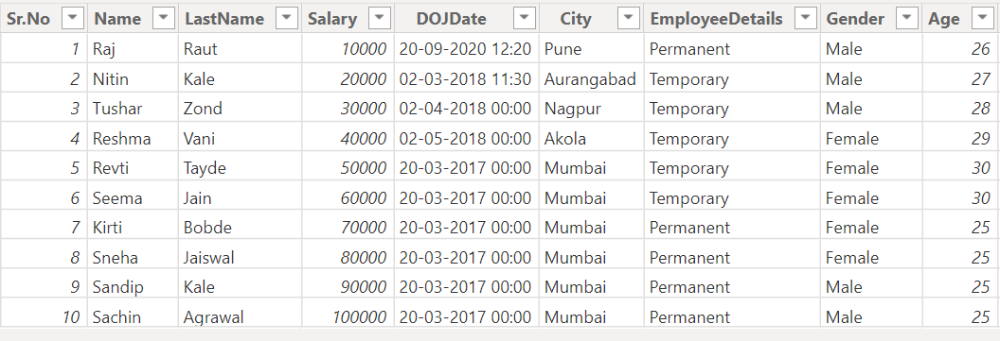 Sr.No Name LastName Salary DOJDate City EmployeeDetails Gender Age
1 Raj Raut 10000 20-09-2020 12:20 Pune Permanent Male 26
2 Nitin Kale 20000 02-03-2018 11:30 Aurangabad Temporary Male 27
3 Tushar Zond 30000 02-04-2018 00:00 Nagpur Temporary Male 28
4 Reshma Vani 40000 02-05-2018 00:00 Akola Temporary Female 29
5 Revti Tayde 50000 20-03-2017 00:00 Mumbai Temporary Female 30
6 Seema Jain 60000 20-03-2017 00:00 Mumbai Temporary Female 30
7 Kirti Bobde 70000 20-03-2017 00:00 Mumbai Permanent Female 25
8 Sneha Jaiswal 80000 20-03-2017 00:00 Mumbai Permanent Female 25
9 Sandip Kale 90000 20-03-2017 00:00 Mumbai Permanent Male 25
10 Sachin Agrawal 100000 20-03-2017 00:00 Mumbai Permanent Male 25